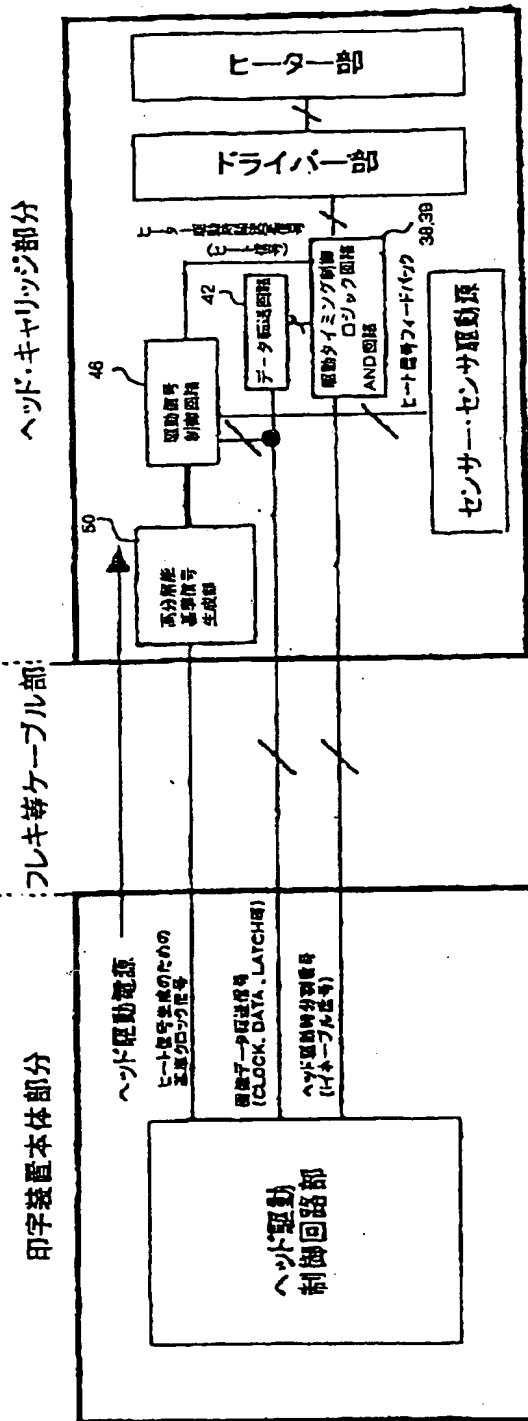 印字装置本体部分
フレキ等ケーブル部
ヘッド・キャリッジ部分
ヘッド駆動電源
ヒート信号生成のための
基準クロック信号
画像データ転送信号
(CLOCK、DATA、LATCH等)
ヘッド駆動時分割信号
(イネーブル信号)
ヘッド駆動
制御回路部
50
高分解能
基準信号
生成部
46
駆動信号
制御回路
(ヒート信号)
42
データ転送回路
駆動タイミング制御
ロジック回路
AND回路
38,39
ヒート信号フィードバック
ドライバー部
ヒーター部
センサー・センサ駆動源